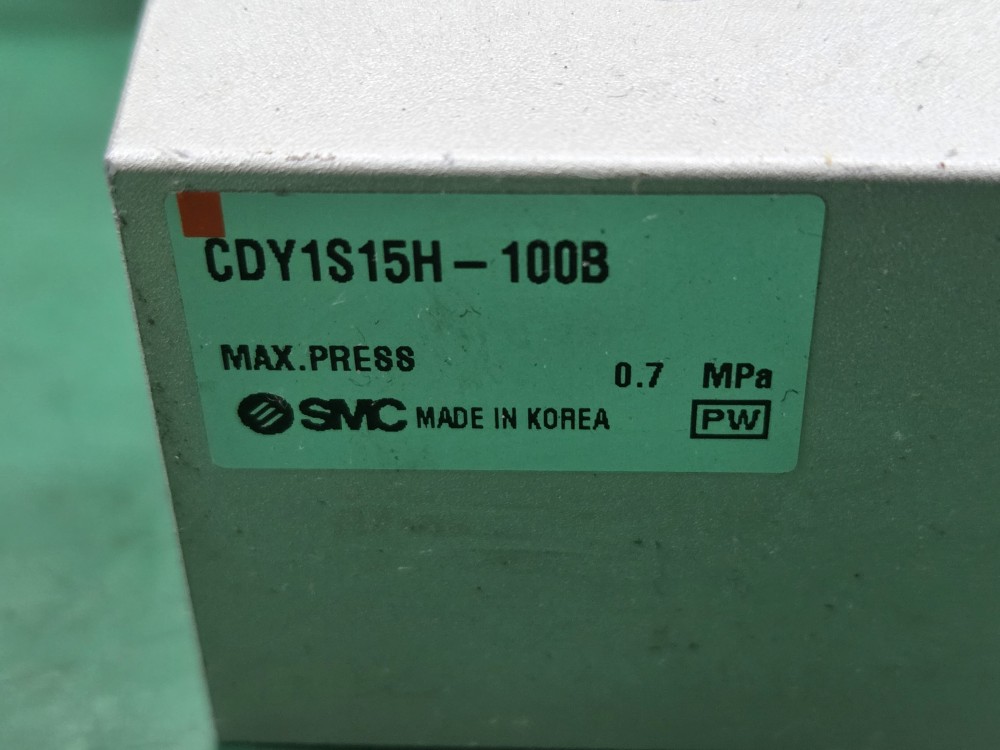 CDY1S15H-100B
MAX.PRESS
0.7 MPa
SMC MADE IN KOREA
PW